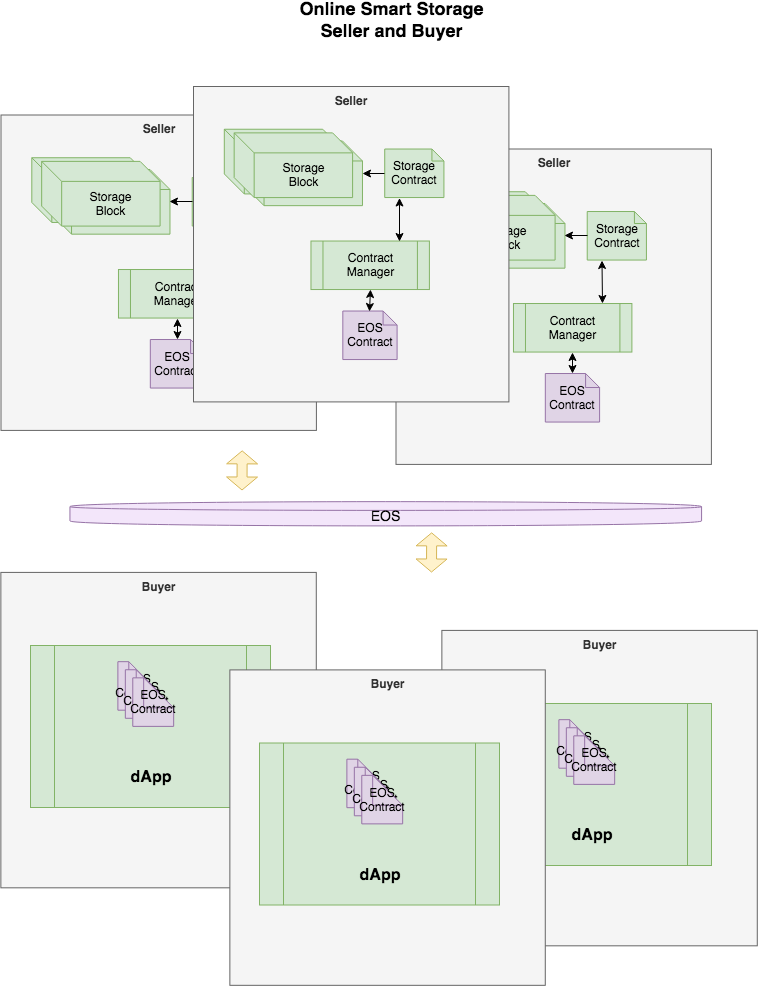 Online Smart Storage
Seller and Buyer
Seller
Storage
Block
Contrac
Manage
EOS
Contrac
Seller
Storage
Block
Storage
Contract
Contract
Manager
EOS
Contract
Seller
age
ck
Storage
Contract
Contract
Manager
EOS
Contract
EOS
Buyer
S
S
C
C
EOS
Contract
dApp
Buyer
S
S
C
C
EOS
Contract
dApp
Buyer
S
S
C
C
EOS
Contract
dApp